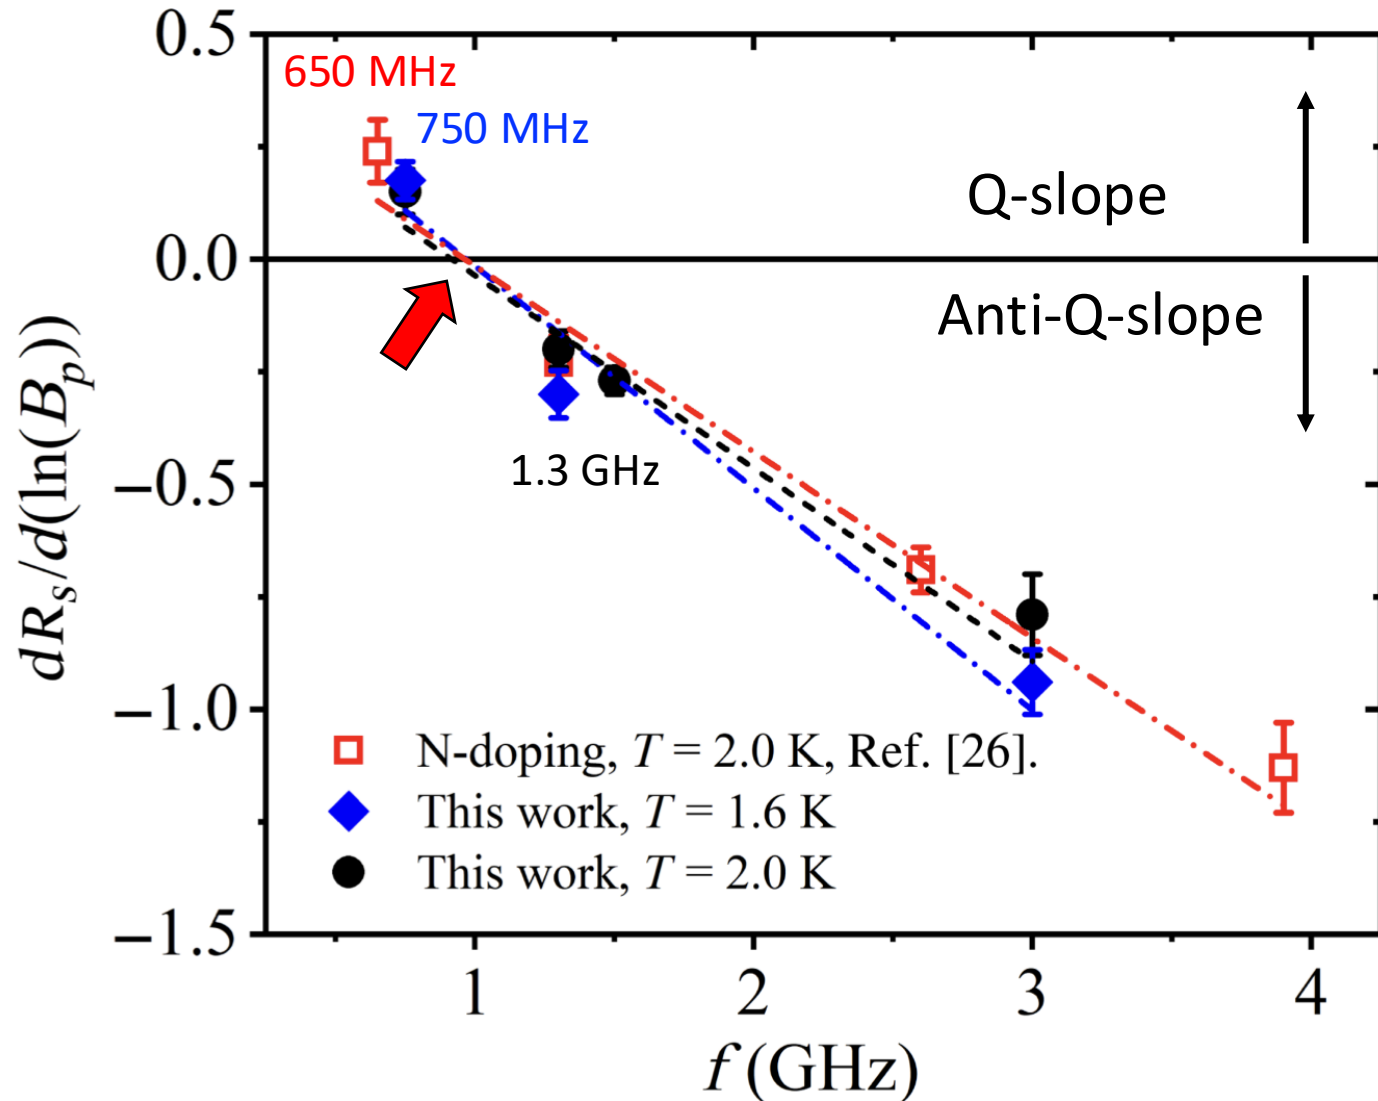 0.5
0.0
−0.5
−1.0
−1.5
dRs/d(ln(Bp))
650 MHz
750 MHz
Q-slope
Anti-Q-slope
1.3 GHz
N-doping, T = 2.0 K, Ref. [26].
This work, T = 1.6 K
This work, T = 2.0 K
1 2 3 4
f (GHz)